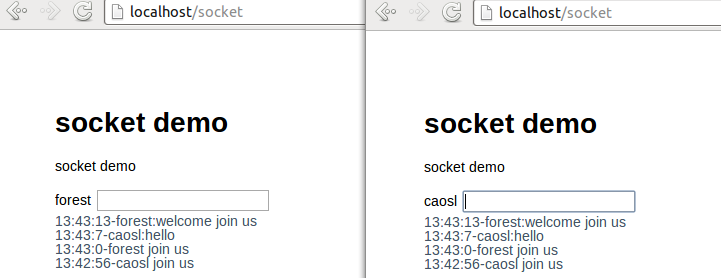 localhost/socket
socket demo
socket demo
forest
13:43:13-forest:welcome join us
13:43:7-caosl:hello
13:43:0-forest join us
13:42:56-caosl join us
localhost/socket
socket demo
socket demo
caosl
13:43:13-forest:welcome join us
13:43:7-caosl:hello
13:43:0-forest join us
13:42:56-caosl join us